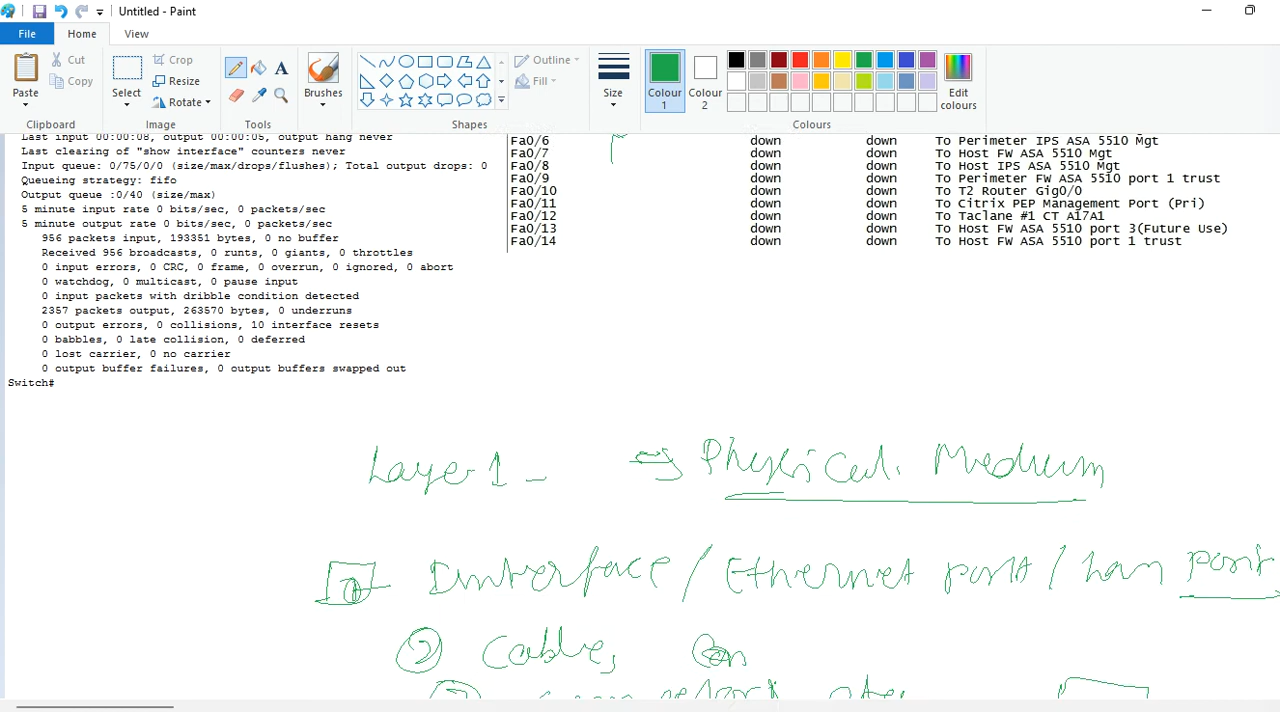 Untitled - Paint
File Home View
Paste Cut Copy Clipboard
Select Crop Resize Rotate Image
Tools
Brushes
Outline Fill Shapes
Size
Colour 1 Colour 2 Edit colours Colours
Last input 00:00:08, output 00:00:05, output hang never
Last clearing of "show interface" counters never
Input queue: 0/75/0/0 (size/max/drops/flushes); Total output drops: 0
Queueing strategy: fifo
Output queue :0/40 (size/max)
5 minute input rate 0 bits/sec, 0 packets/sec
5 minute output rate 0 bits/sec, 0 packets/sec
956 packets input, 193351 bytes, 0 no buffer
Received 956 broadcasts, 0 runts, 0 giants, 0 throttles
0 input errors, 0 CRC, 0 frame, 0 overrun, 0 ignored, 0 abort
0 watchdog, 0 multicast, 0 pause input
0 input packets with dribble condition detected
2357 packets output, 263570 bytes, 0 underruns
0 output errors, 0 collisions, 10 interface resets
0 babbles, 0 late collision, 0 deferred
0 lost carrier, 0 no carrier
0 output buffer failures, 0 output buffers swapped out
Switch#
Fa0/6 down down To Perimeter IPS ASA 5510 Mgt
Fa0/7 down down To Host FW ASA 5510 Mgt
Fa0/8 down down To Host IPS ASA 5510 Mgt
Fa0/9 down down To Perimeter FW ASA 5510 port 1 trust
Fa0/10 down down To T2 Router Gig0/0
Fa0/11 down down To Citrix PEP Management Port (Pri)
Fa0/12 down down To Taclane #1 CT A17A1
Fa0/13 down down To Host FW ASA 5510 port 3(Future Use)
Fa0/14 down down To Host FW ASA 5510 port 1 trust
Layer 1 - Physical Medium
① Interface / Ethernet port / Lan port
② Cable,